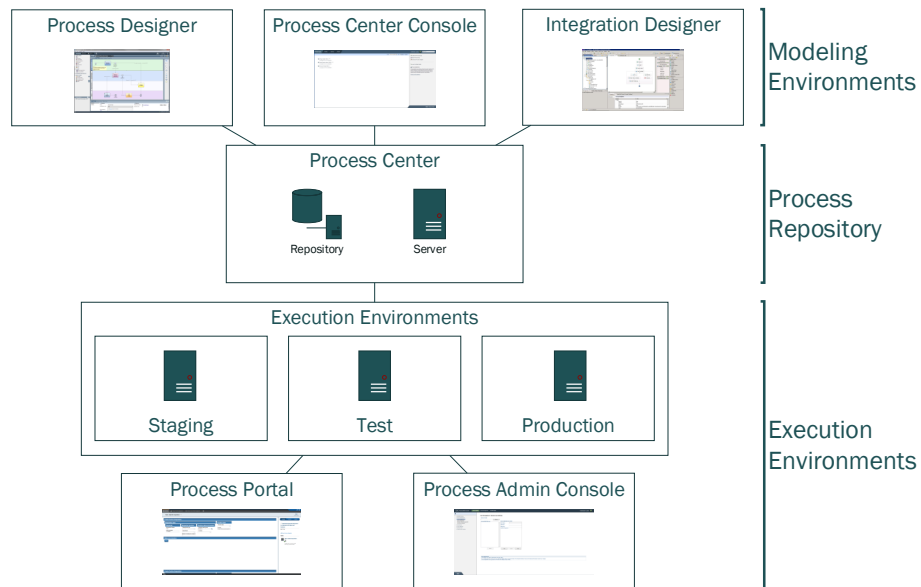 Process Designer
Process Center Console
Integration Designer
Modeling
Environments
Process Center
Repository
Server
Process
Repository
Execution Environments
Staging
Test
Production
Execution
Environments
Process Portal
Process Admin Console